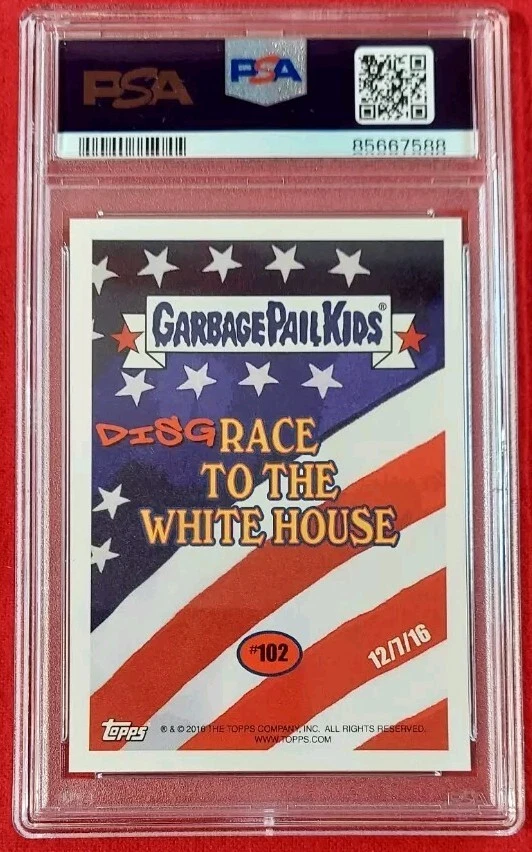 PSA PSA
85667588
GARBAGE PAIL KIDS®
DISGRACE
TO THE
WHITE HOUSE
#102
12/7/16
Topps ® & © 2016 THE TOPPS COMPANY, INC. ALL RIGHTS RESERVED.
WWW.TOPPS.COM